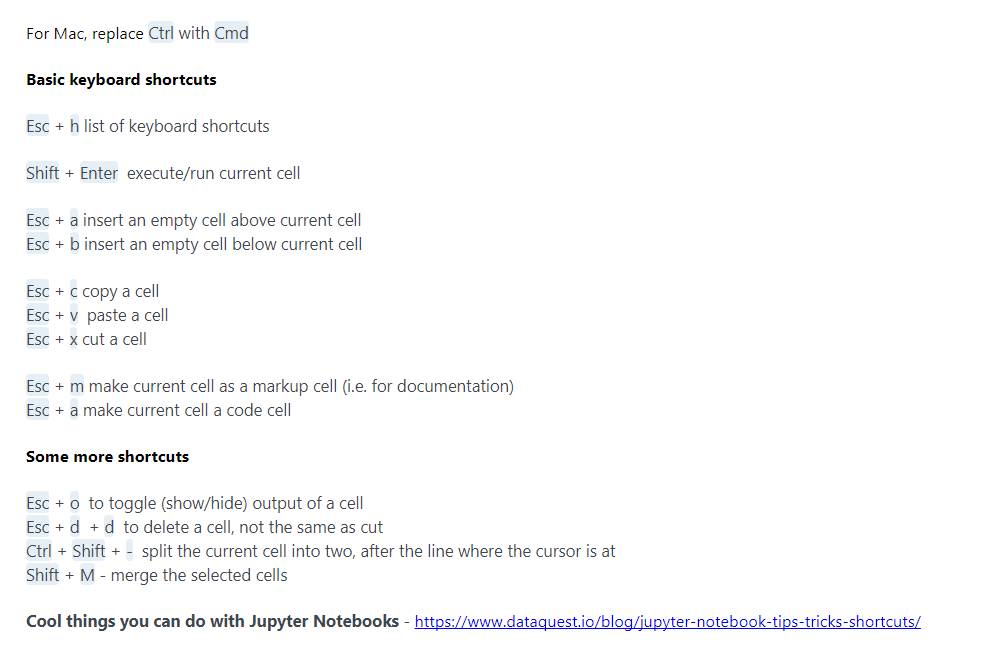 For Mac, replace Ctrl with Cmd
Basic keyboard shortcuts
Esc + h list of keyboard shortcuts
Shift + Enter execute/run current cell
Esc + a insert an empty cell above current cell
Esc + b insert an empty cell below current cell
Esc + c copy a cell
Esc + v paste a cell
Esc + x cut a cell
Esc + m make current cell as a markup cell (i.e. for documentation)
Esc + a make current cell a code cell
Some more shortcuts
Esc + o to toggle (show/hide) output of a cell
Esc + d + d to delete a cell, not the same as cut
Ctrl + Shift + - split the current cell into two, after the line where the cursor is at
Shift + M - merge the selected cells
Cool things you can do with Jupyter Notebooks - https://www.dataquest.io/blog/jupyter-notebook-tips-tricks-shortcuts/